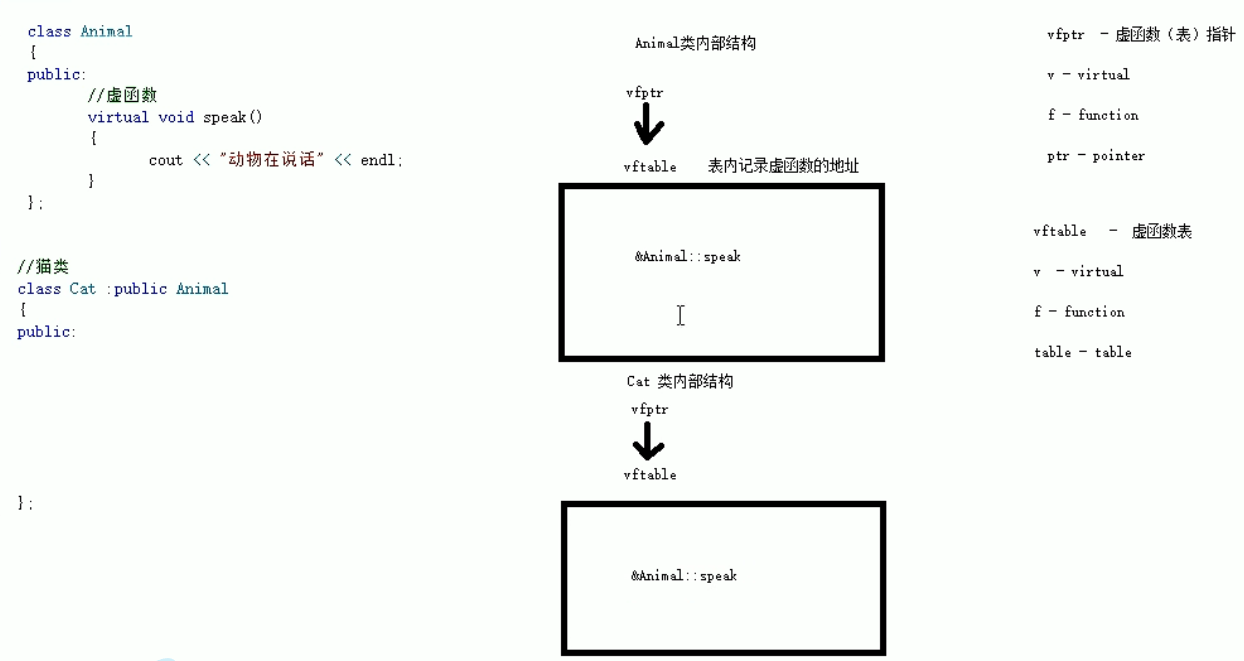 class Animal
{
public:
//虚函数
virtual void speak()
{
cout << "动物在说话" << endl;
}
};
//猫类
class Cat :public Animal
{
public:
};
Animal类内部结构
vfptr
vftable 表内记录虚函数的地址
&Animal::speak
Cat 类内部结构
vfptr
vftable
&Animal::speak
vfptr - 虚函数（表）指针
v - virtual
f - function
ptr - pointer
vftable - 虚函数表
v - virtual
f - function
table - table